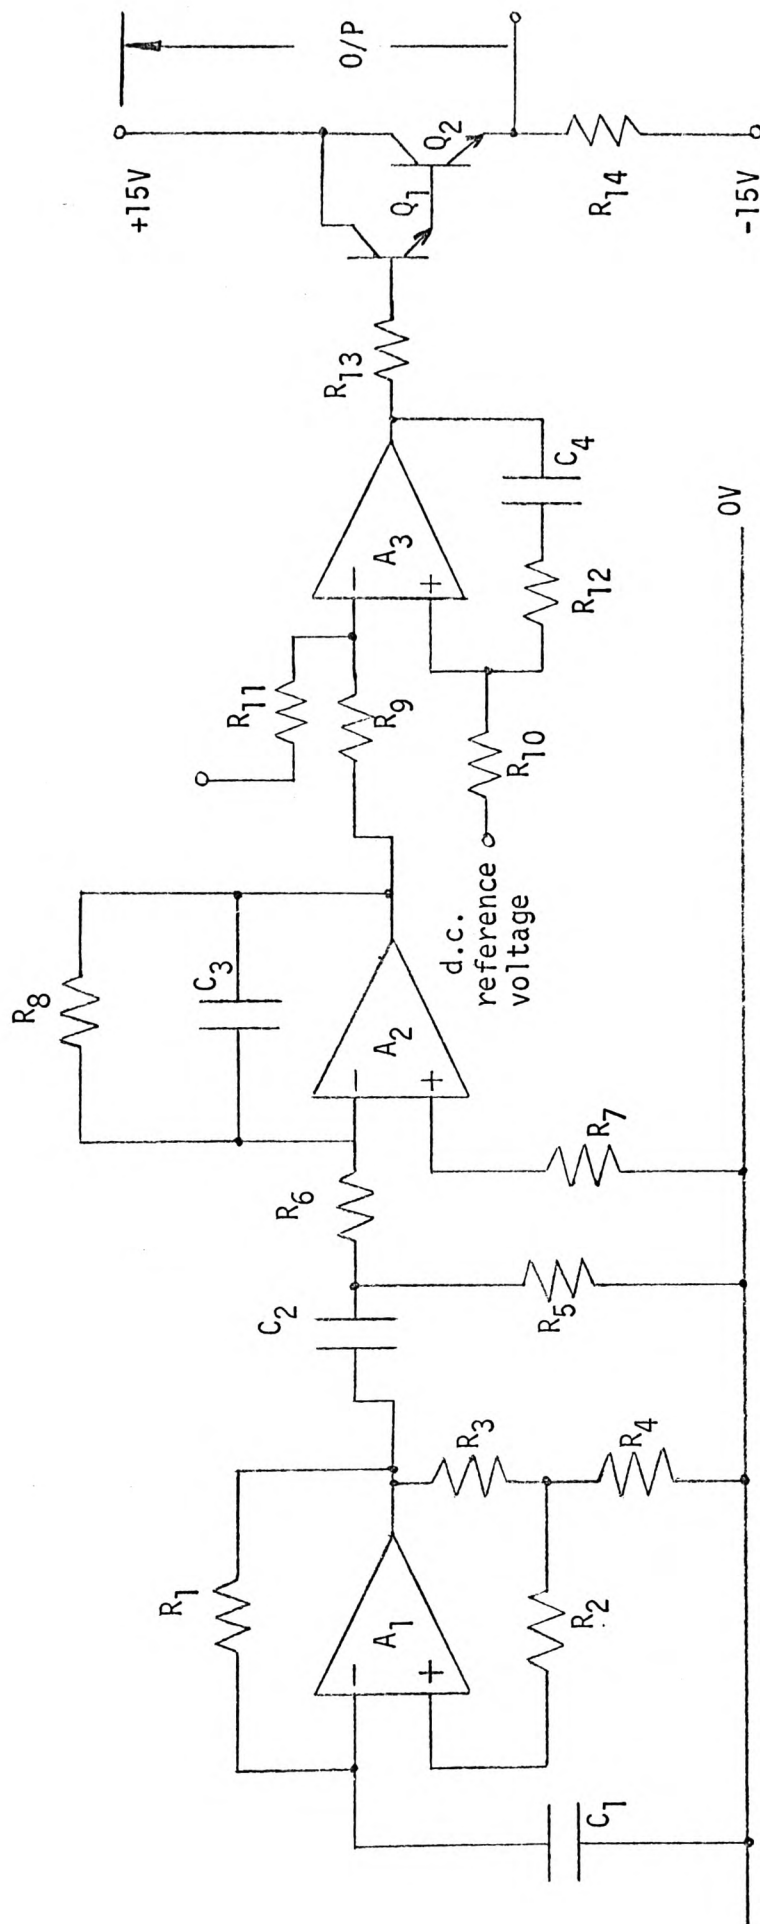 R1
A1
R2
C1
R3
R4
C2
R5
R6
R7
R8
C3
A2
R9
R11
d.c.
reference
voltage
R10
A3
R12
C4
R13
Q1
Q2
R14
+15V
-15V
O/P
0V